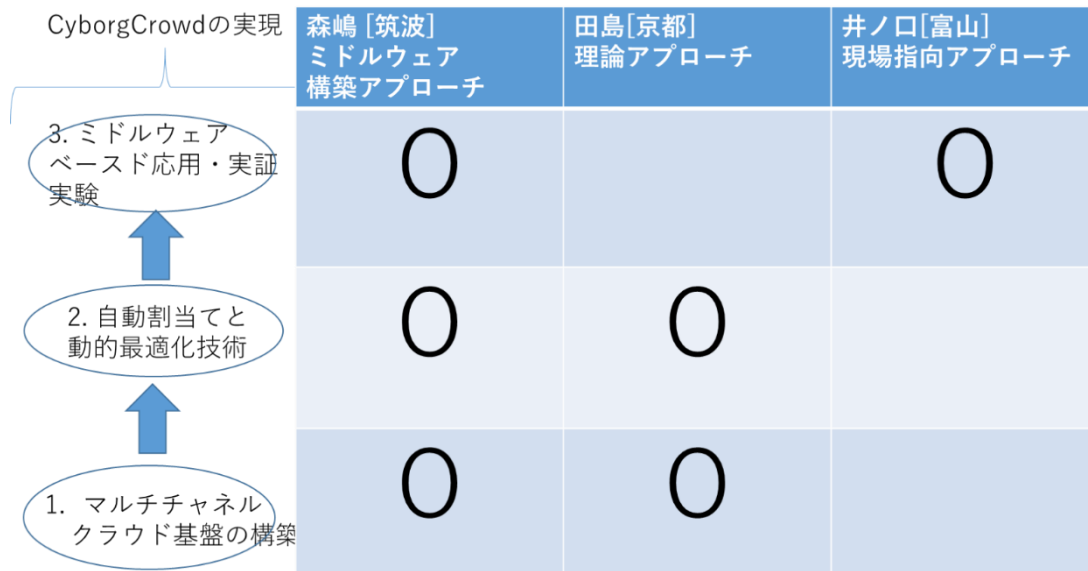 CyborgCrowdの実現
森嶋 [筑波]
ミドルウェア
構築アプローチ
田島[京都]
理論アプローチ
井ノ口[富山]
現場指向アプローチ
3. ミドルウェア
ベースド応用・実証
実験
O
O
2. 自動割当てと
動的最適化技術
O
O
1. マルチチャネル
クラウド基盤の構築
O
O